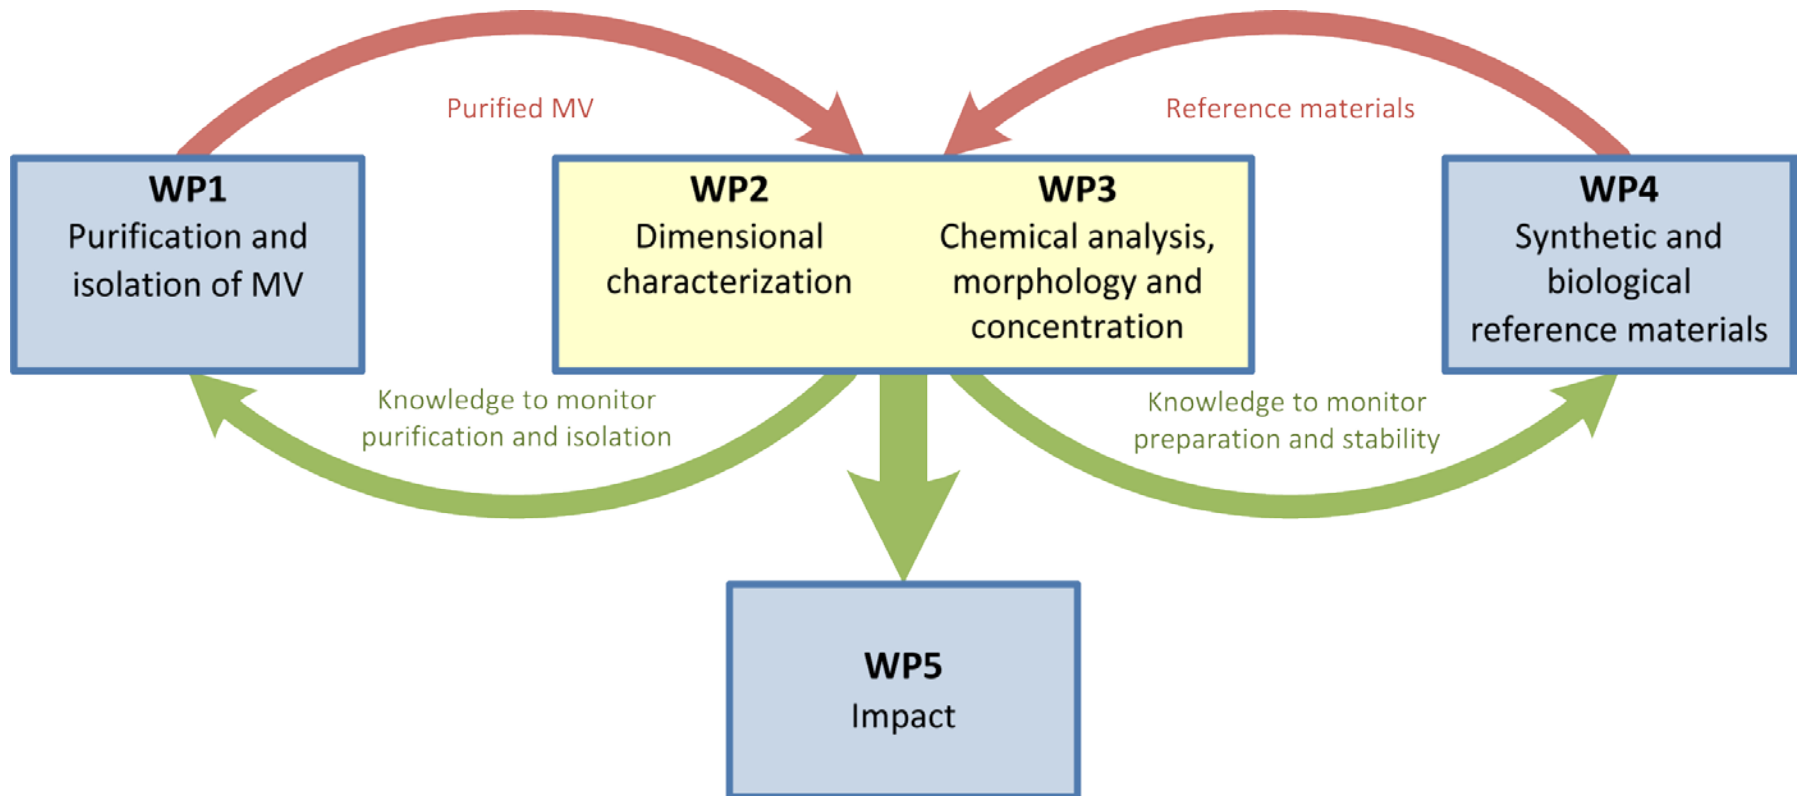 Purified MV
Reference materials
WP1
Purification and
isolation of MV
WP2
Dimensional
characterization
WP3
Chemical analysis,
morphology and
concentration
WP4
Synthetic and
biological
reference materials
Knowledge to monitor
purification and isolation
Knowledge to monitor
preparation and stability
WP5
Impact